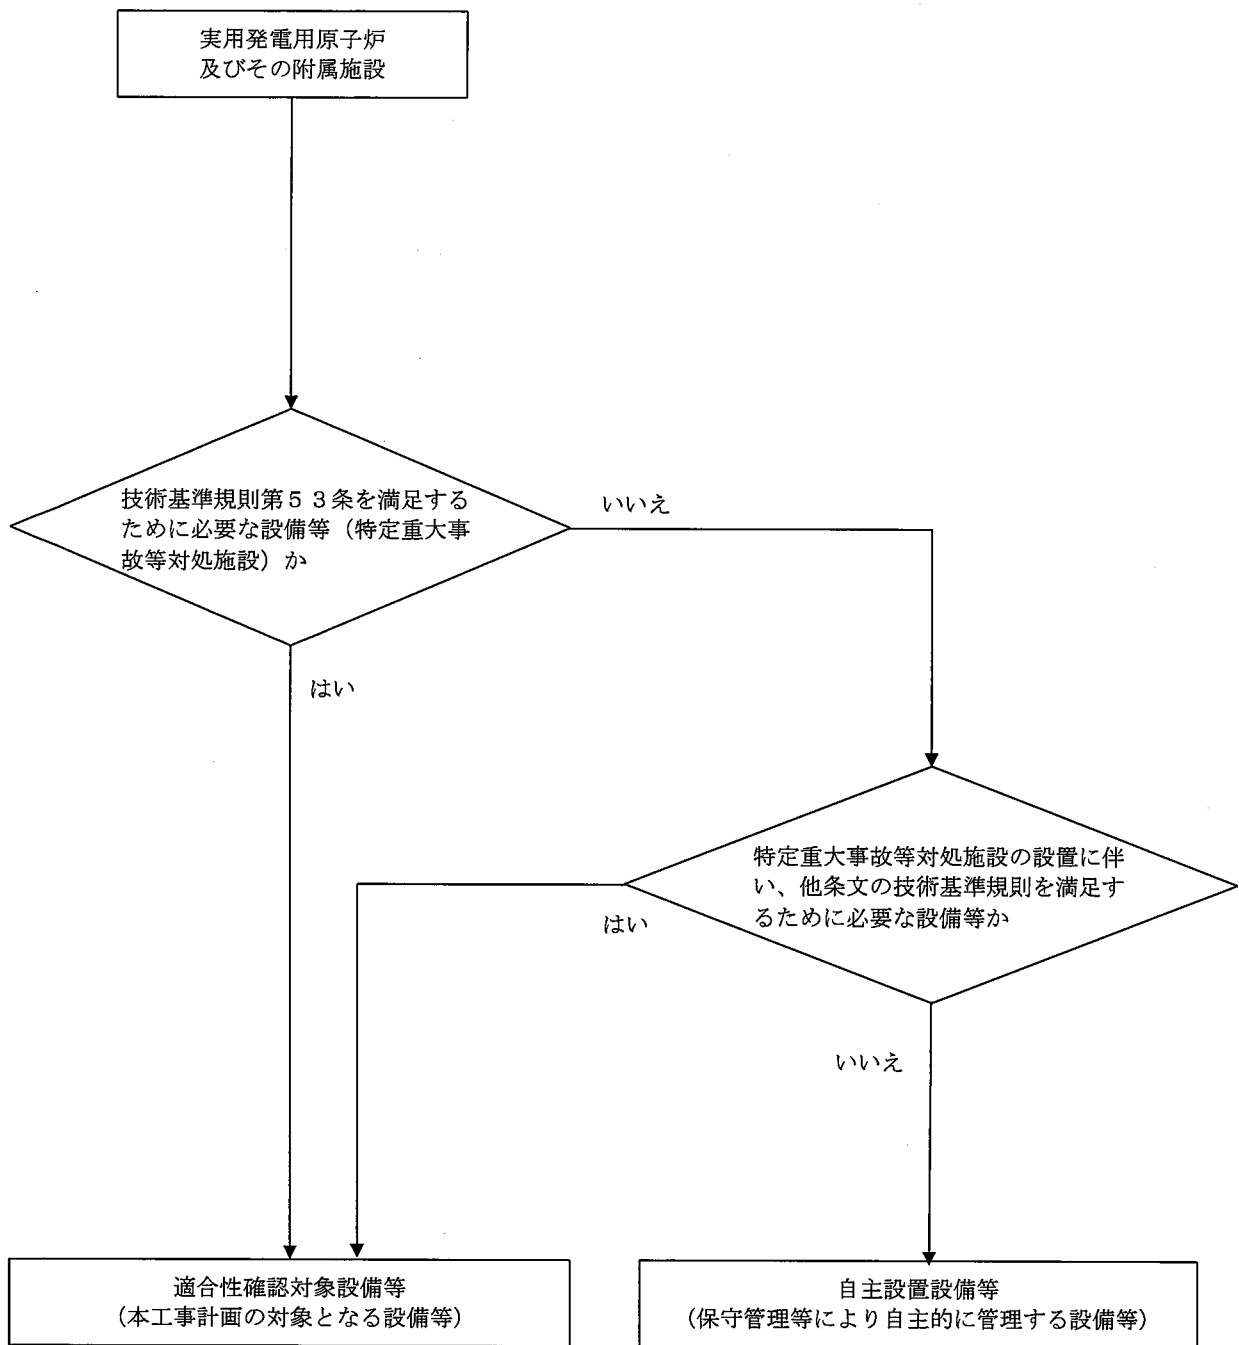 実用発電用原子炉
及びその附属施設
技術基準規則第５３条を満足する
ために必要な設備等（特定重大事
故等対処施設）か
いいえ
はい
特定重大事故等対処施設の設置に伴
い、他条文の技術基準規則を満足す
るために必要な設備等か
はい
いいえ
適合性確認対象設備等
（本工事計画の対象となる設備等）
自主設置設備等
（保守管理等により自主的に管理する設備等）